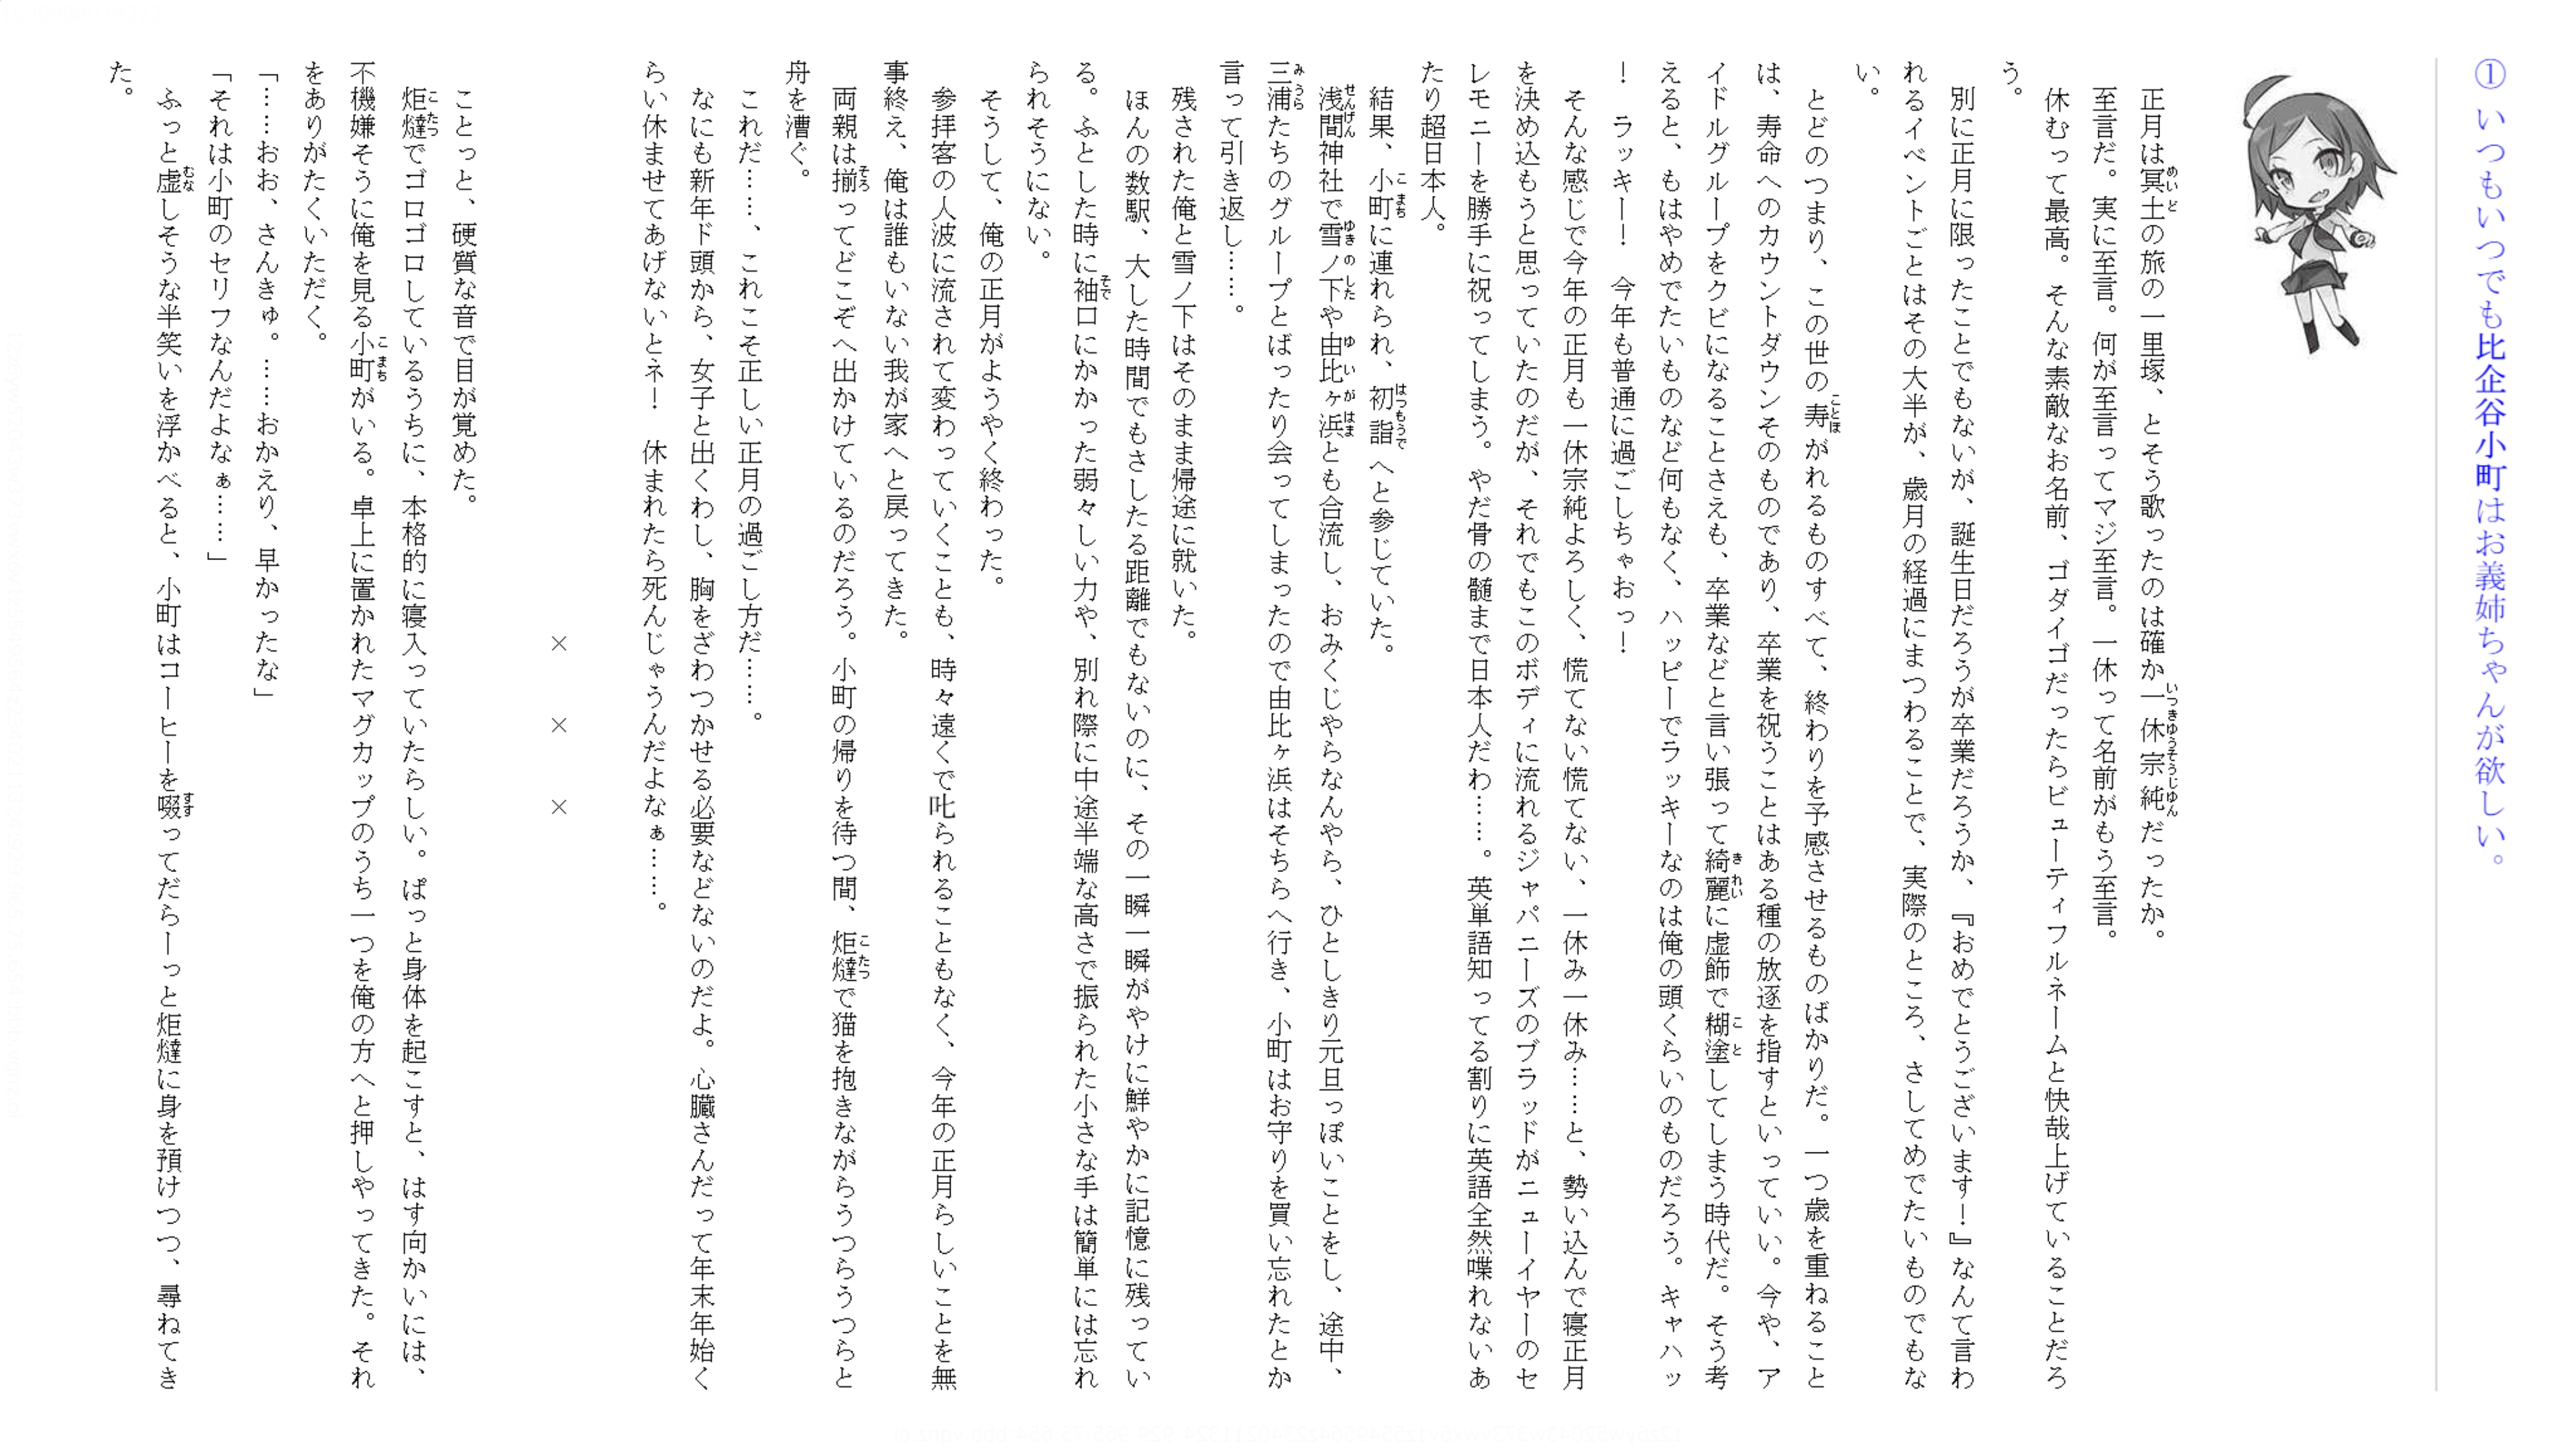 ① いつもいつでも比企谷小町はお義姉ちゃんが欲しい。
　正月は冥土の旅の一里塚、とそう歌ったのは確か一休宗純だったか。
　至言だ。実に至言。何が至言ってマジ至言。一休って名前がもう至言。
　休むって最高。そんな素敵なお名前、ゴダイゴだったらビューティフルネームと快哉上げていることだろ
う。
　別に正月に限ったことでもないが、誕生日だろうが卒業だろうか、『おめでとうございます！』なんて言わ
れるイベントごとはその大半が、歳月の経過にまつわることで、実際のところ、さしてめでたいものでもな
い。
　とどのつまり、この世の寿がれるものすべて、終わりを予感させるものばかりだ。一つ歳を重ねること
は、寿命へのカウントダウンそのものであり、卒業を祝うことはある種の放逐を指すといっていい。今や、ア
イドルグループをクビになることさえも、卒業などと言い張って綺麗に虚飾で糊塗してしまう時代だ。そう考
えると、もはやめでたいものなど何もなく、ハッピーでラッキーなのは俺の頭くらいのものだろう。キャハッ
！　ラッキー！　今年も普通に過ごしちゃおっ！
　そんな感じで今年の正月も一休宗純よろしく、慌てない慌てない、一休み一休み……と、勢い込んで寝正月
を決め込もうと思っていたのだが、それでもこのボディに流れるジャパニーズのブラッドがニューイヤーのセ
レモニーを勝手に祝ってしまう。やだ骨の髄まで日本人だわ……。英単語知ってる割りに英語全然喋れないあ
たり超日本人。
　結果、小町に連れられ、初詣へと参じていた。
　浅間神社で雪ノ下や由比ヶ浜とも合流し、おみくじやらなんやら、ひとしきり元旦っぽいことをし、途中、
三浦たちのグループとばったり会ってしまったので由比ヶ浜はそちらへ行き、小町はお守りを買い忘れたとか
言って引き返し……。
　残された俺と雪ノ下はそのまま帰途に就いた。
　ほんの数駅、大した時間でもさしたる距離でもないのに、その一瞬一瞬がやけに鮮やかに記憶に残ってい
る。ふとした時に袖口にかかった弱々しい力や、別れ際に中途半端な高さで振られた小さな手は簡単には忘れ
られそうにない。
　そうして、俺の正月がようやく終わった。
　参拝客の人波に流されて変わっていくことも、時々遠くで叱られることもなく、今年の正月らしいことを無
事終え、俺は誰もいない我が家へと戻ってきた。
　両親は揃ってどこぞへ出かけているのだろう。小町の帰りを待つ間、炬燵で猫を抱きながらうつらうつらと
舟を漕ぐ。
　これだ……、これこそ正しい正月の過ごし方だ……。
　なにも新年ド頭から、女子と出くわし、胸をざわつかせる必要などないのだよ。心臓さんだって年末年始く
らい休ませてあげないとネ！　休まれたら死んじゃうんだよなぁ……。
×　×　×
　ことっと、硬質な音で目が覚めた。
　炬燵でゴロゴロしているうちに、本格的に寝入っていたらしい。ぱっと身体を起こすと、はす向かいには、
不機嫌そうに俺を見る小町がいる。卓上に置かれたマグカップのうち一つを俺の方へと押しやってきた。それ
をありがたくいただく。
「……おお、さんきゅ。……おかえり、早かったな」
「それは小町のセリフなんだよなぁ……」
　ふっと虚しそうな半笑いを浮かべると、小町はコーヒーを啜ってだらーっと炬燵に身を預けつつ、尋ねてき
た。